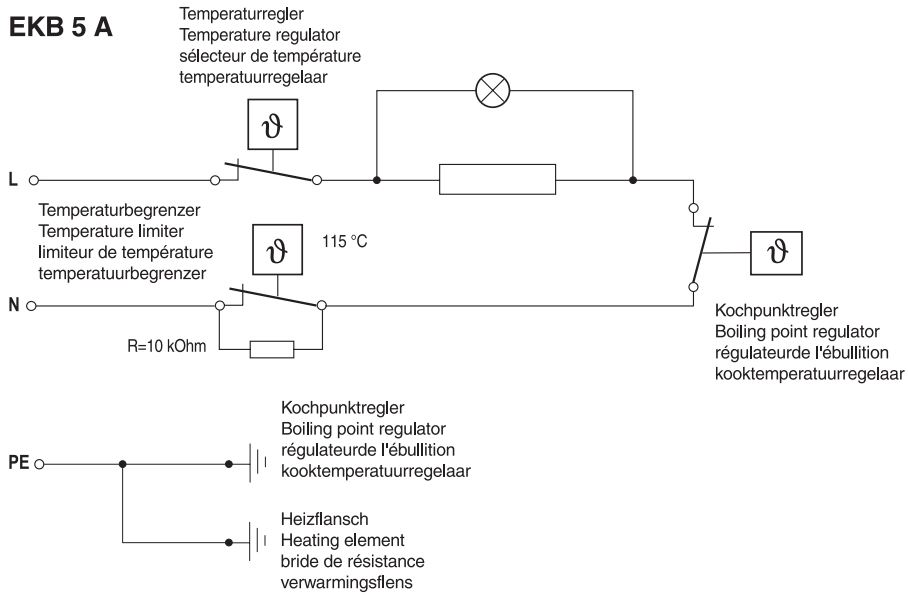 EKB 5 A
Temperaturregler
Temperature regulator
sélecteur de température
temperatuurregelaar
ϑ
L
Temperaturbegrenzer
Temperature limiter
limiteur de température
temperatuurbegrenzer
ϑ
115 °C
ϑ
N
R=10 kOhm
Kochpunktregler
Boiling point regulator
régulateurde l'ébullition
kooktemperatuurregelaar
PE
Kochpunktregler
Boiling point regulator
régulateurde l'ébullition
kooktemperatuurregelaar
Heizflansch
Heating element
bride de résistance
verwarmingsflens